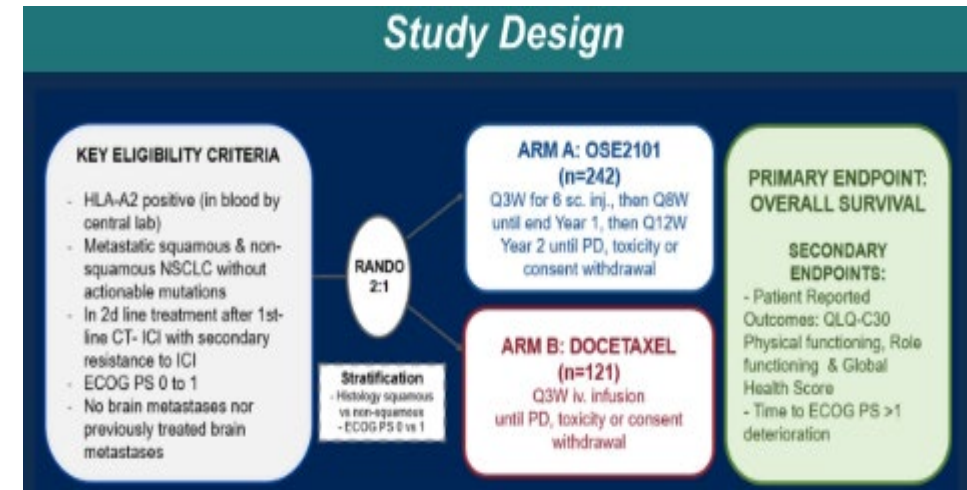 Study Design
KEY ELIGIBILITY CRITERIA
- HLA-A2 positive (in blood by
central lab)
- Metastatic squamous & non-
squamous NSCLC without
actionable mutations
- In 2d line treatment after 1st-
line CT- ICI with secondary
resistance to ICI
- ECOG PS 0 to 1
- No brain metastases nor
previously treated brain
metastases
RANDO
2:1
Stratification
- Histology squamous
vs non-squamous
- ECOG PS 0 vs 1
ARM A: OSE2101
(n=242)
Q3W for 6 sc. inj., then Q8W
until end Year 1, then Q12W
Year 2 until PD, toxicity or
consent withdrawal
ARM B: DOCETAXEL
(n=121)
Q3W iv. infusion
until PD, toxicity or consent
withdrawal
PRIMARY ENDPOINT:
OVERALL SURVIVAL
SECONDARY
ENDPOINTS:
- Patient Reported
Outcomes: QLQ-C30
Physical functioning, Role
functioning & Global
Health Score
- Time to ECOG PS >1
deterioration